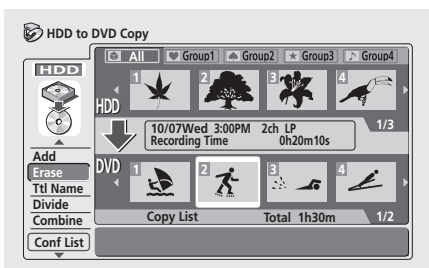 HDD to DVD Copy
All Group1 Group2 Group3 Group4
HDD
HDD
1 2 3 4
10/07Wed 3:00PM 2ch LP
Recording Time 0h20m10s
1/3
DVD
1 2 3 4
Add
Erase
Ttl Name
Divide
Combine
Conf List
Copy List Total 1h30m 1/2